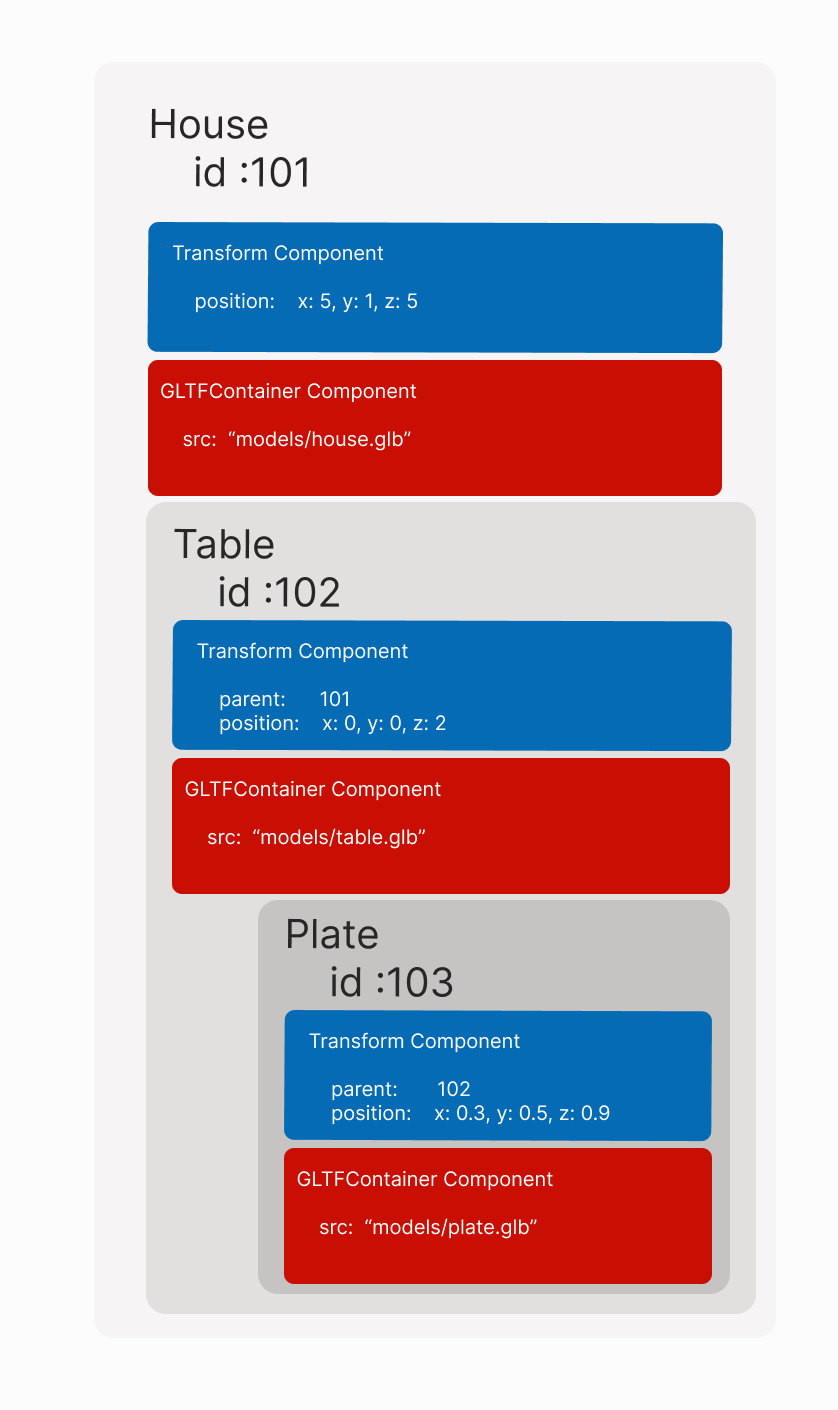 House
id :101
Transform Component
position: x: 5, y: 1, z: 5
GLTFContainer Component
src: “models/house.glb”
Table
id :102
Transform Component
parent: 101
position: x: 0, y: 0, z: 2
GLTFContainer Component
src: “models/table.glb”
Plate
id :103
Transform Component
parent: 102
position: x: 0.3, y: 0.5, z: 0.9
GLTFContainer Component
src: “models/plate.glb”